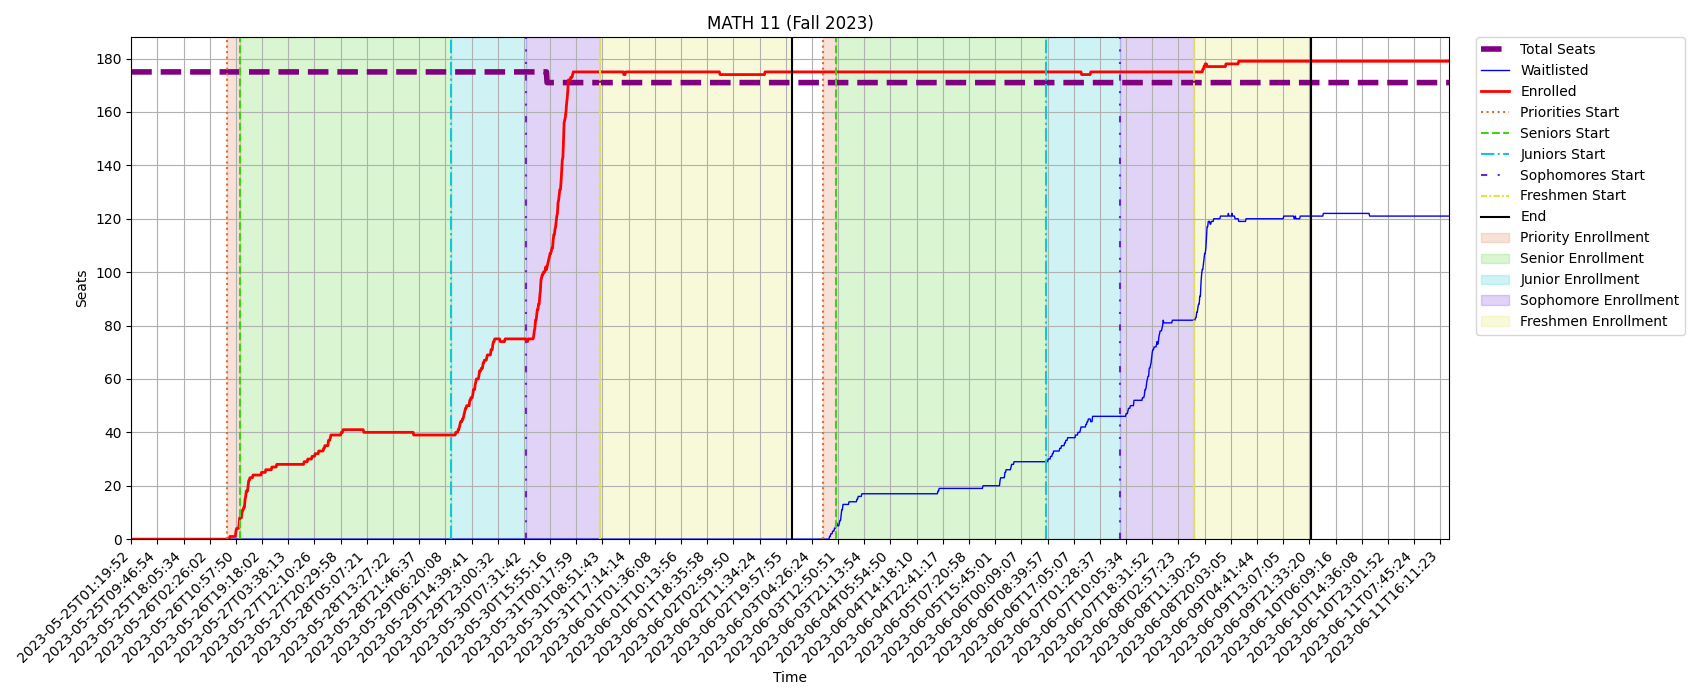 MATH 11 (Fall 2023)
Seats
180
160
140
120
100
80
60
40
20
0
2023-05-25T01:19:52
2023-05-25T09:46:54
2023-05-25T18:05:34
2023-05-26T02:26:02
2023-05-26T10:57:50
2023-05-26T19:18:02
2023-05-27T03:38:13
2023-05-27T12:10:26
2023-05-27T20:29:58
2023-05-28T05:07:21
2023-05-28T13:27:22
2023-05-28T21:46:37
2023-05-29T06:20:08
2023-05-29T14:39:41
2023-05-29T23:00:32
2023-05-30T07:31:42
2023-05-30T15:55:16
2023-05-31T00:17:59
2023-05-31T08:51:43
2023-05-31T17:14:14
2023-06-01T01:36:08
2023-06-01T10:13:56
2023-06-01T18:35:58
2023-06-02T02:59:50
2023-06-02T11:34:24
2023-06-02T19:57:55
2023-06-03T04:26:24
2023-06-03T12:50:51
2023-06-03T21:13:54
2023-06-04T05:54:50
2023-06-04T14:18:10
2023-06-04T22:41:17
2023-06-05T07:20:58
2023-06-05T15:45:01
2023-06-06T00:09:07
2023-06-06T08:39:57
2023-06-06T17:05:07
2023-06-07T01:28:37
2023-06-07T10:05:34
2023-06-07T18:31:52
2023-06-08T02:57:23
2023-06-08T11:30:25
2023-06-08T20:03:05
2023-06-09T04:41:44
2023-06-09T13:07:05
2023-06-09T21:33:20
2023-06-10T06:09:16
2023-06-10T14:36:08
2023-06-10T23:01:52
2023-06-11T07:45:24
2023-06-11T16:11:23
Time
Total Seats
Waitlisted
Enrolled
Priorities Start
Seniors Start
Juniors Start
Sophomores Start
Freshmen Start
End
Priority Enrollment
Senior Enrollment
Junior Enrollment
Sophomore Enrollment
Freshmen Enrollment